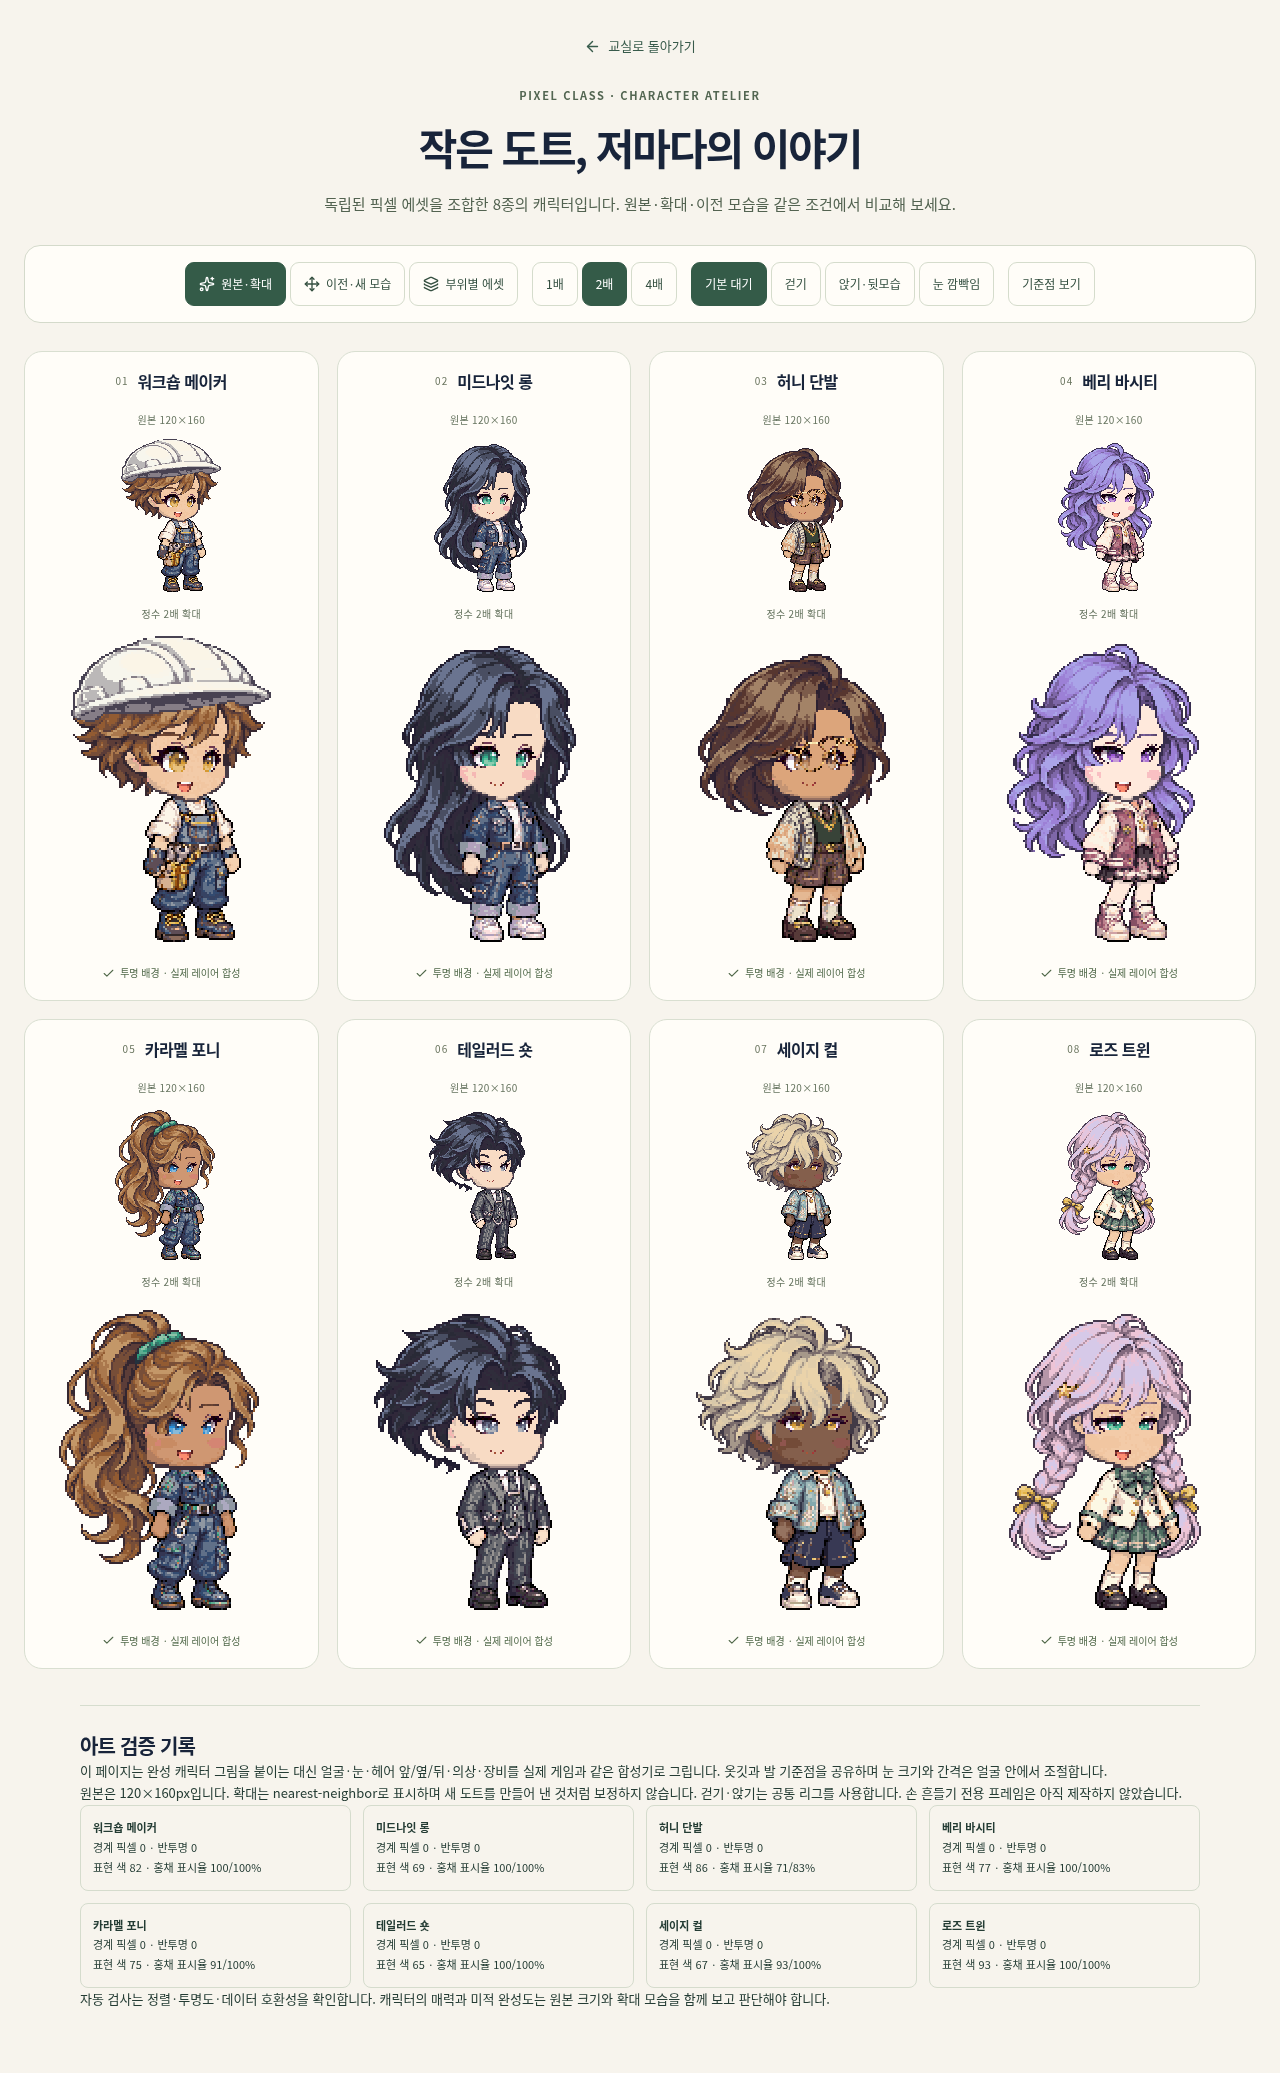 교실로 돌아가기
PIXEL CLASS · CHARACTER ATELIER
작은 도트, 저마다의 이야기
독립된 픽셀 에셋을 조합한 8종의 캐릭터입니다. 원본·확대·이전 모습을 같은 조건에서 비교해 보세요.
원본·확대 이전·새 모습 부위별 에셋 1배 2배 4배 기본 대기 걷기 앉기·뒷모습 눈 깜빡임 기준점 보기
01 워크숍 메이커
원본 120×160
정수 2배 확대
투명 배경 · 실제 레이어 합성
02 미드나잇 롱
원본 120×160
정수 2배 확대
투명 배경 · 실제 레이어 합성
03 허니 단발
원본 120×160
정수 2배 확대
투명 배경 · 실제 레이어 합성
04 베리 바시티
원본 120×160
정수 2배 확대
투명 배경 · 실제 레이어 합성
05 카라멜 포니
원본 120×160
정수 2배 확대
투명 배경 · 실제 레이어 합성
06 테일러드 숏
원본 120×160
정수 2배 확대
투명 배경 · 실제 레이어 합성
07 세이지 컬
원본 120×160
정수 2배 확대
투명 배경 · 실제 레이어 합성
08 로즈 트윈
원본 120×160
정수 2배 확대
투명 배경 · 실제 레이어 합성
아트 검증 기록
이 페이지는 완성 캐릭터 그림을 붙이는 대신 얼굴·눈·헤어 앞/옆/뒤·의상·장비를 실제 게임과 같은 합성기로 그립니다. 옷깃과 발 기준점을 공유하며 눈 크기와 간격은 얼굴 안에서 조절합니다.
원본은 120×160px입니다. 확대는 nearest-neighbor로 표시하며 새 도트를 만들어 낸 것처럼 보정하지 않습니다. 걷기·앉기는 공통 리그를 사용합니다. 손 흔들기 전용 프레임은 아직 제작하지 않았습니다.
워크숍 메이커
경계 픽셀 0 · 반투명 0
표현 색 82 · 홍채 표시율 100/100%
미드나잇 롱
경계 픽셀 0 · 반투명 0
표현 색 69 · 홍채 표시율 100/100%
허니 단발
경계 픽셀 0 · 반투명 0
표현 색 86 · 홍채 표시율 71/83%
베리 바시티
경계 픽셀 0 · 반투명 0
표현 색 77 · 홍채 표시율 100/100%
카라멜 포니
경계 픽셀 0 · 반투명 0
표현 색 75 · 홍채 표시율 91/100%
테일러드 숏
경계 픽셀 0 · 반투명 0
표현 색 65 · 홍채 표시율 100/100%
세이지 컬
경계 픽셀 0 · 반투명 0
표현 색 67 · 홍채 표시율 93/100%
로즈 트윈
경계 픽셀 0 · 반투명 0
표현 색 93 · 홍채 표시율 100/100%
자동 검사는 정렬·투명도·데이터 호환성을 확인합니다. 캐릭터의 매력과 미적 완성도는 원본 크기와 확대 모습을 함께 보고 판단해야 합니다.